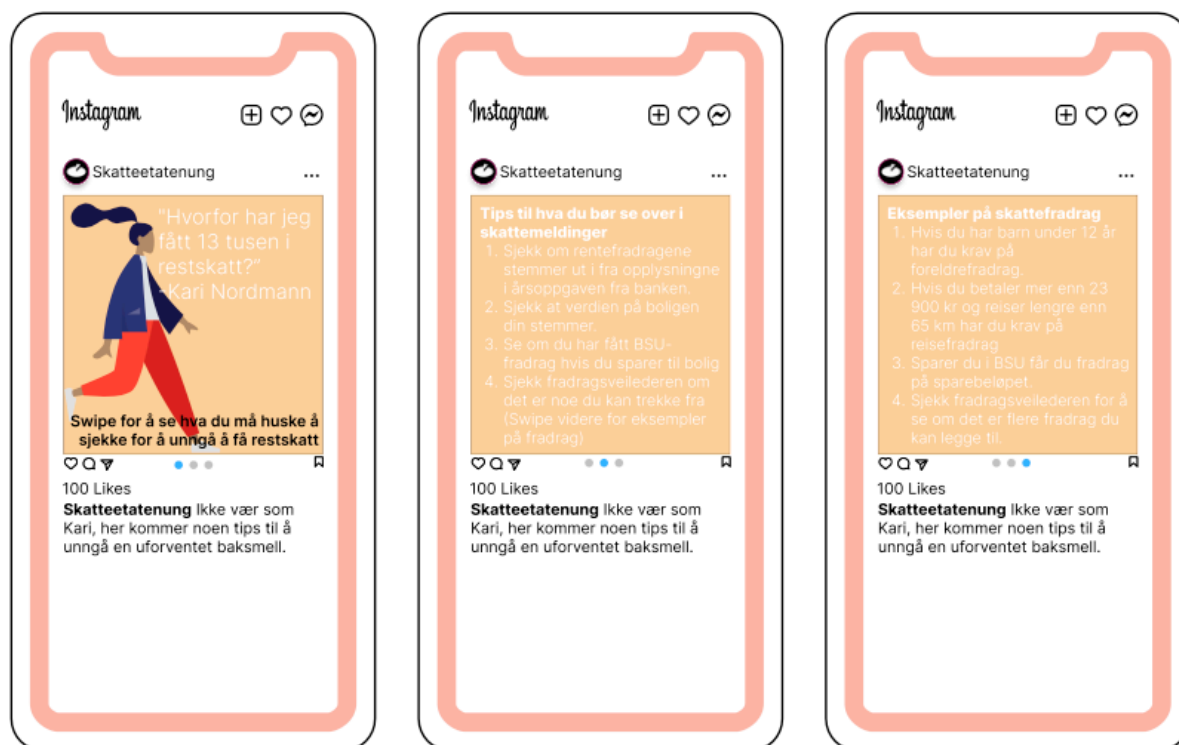 Instagram
Skatteetatenung
...
"Hvorfor har jeg
fått 13 tusen i
restskatt?"
-Kari Nordmann
Swipe for å se hva du må huske å
sjekke for å unngå å få restskatt
100 Likes
Skatteetatenung Ikke vær som
Kari, her kommer noen tips til å
unngå en uforventet baksmell.
Instagram
Skatteetatenung
...
Tips til hva du bør se over i
skattemeldinger
1. Sjekk om rentefradragene
stemmer ut i fra opplysningne
i årsoppgaven fra banken.
2. Sjekk at verdien på boligen
din stemmer.
3. Se om du har fått BSU-
fradrag hvis du sparer til bolig
4. Sjekk fradragsveilederen om
det er noe du kan trekke fra
(Swipe videre for eksempler
på fradrag)
100 Likes
Skatteetatenung Ikke vær som
Kari, her kommer noen tips til å
unngå en uforventet baksmell.
Instagram
Skatteetatenung
...
Eksempler på skattefradrag
1. Hvis du har barn under 12 år
har du krav på
foreldrefradrag.
2. Hvis du betaler mer enn 23
900 kr og reiser lengre enn
65 km har du krav på
reisefradrag
3. Sparer du i BSU får du fradrag
på sparebeløpet.
4. Sjekk fradragsveilederen for å
se om det er flere fradrag du
kan legge til.
100 Likes
Skatteetatenung Ikke vær som
Kari, her kommer noen tips til å
unngå en uforventet baksmell.